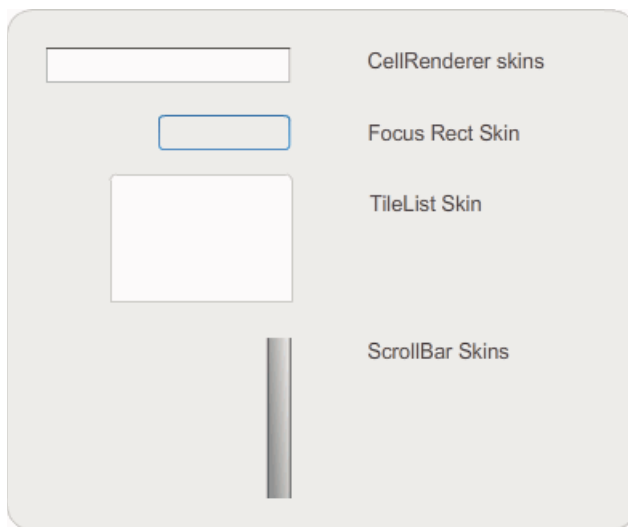 CellRenderer skins
Focus Rect Skin
TileList Skin
ScrollBar Skins